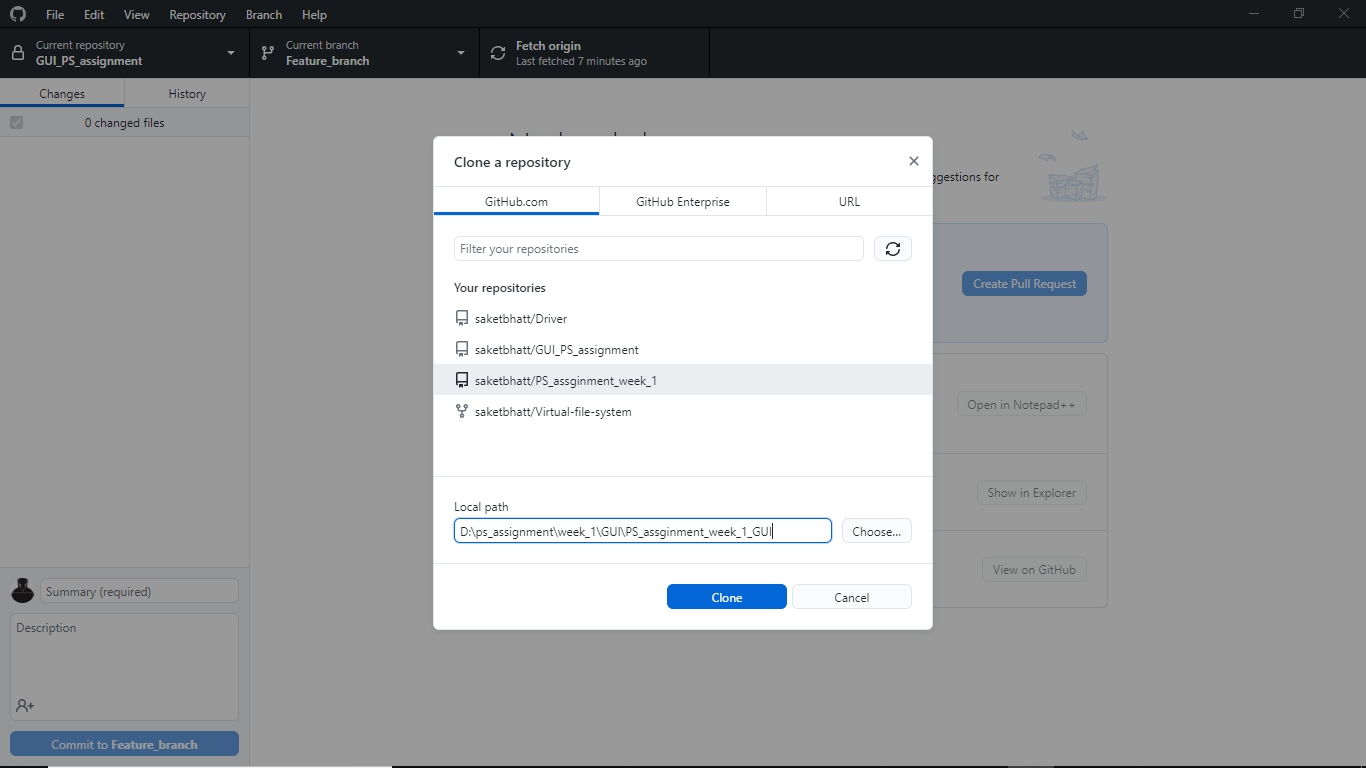 File Edit View Repository Branch Help
Current repository
GUI_PS_assignment
Current branch
Feature_branch
Fetch origin
Last fetched 7 minutes ago
Changes History
0 changed files
Clone a repository
GitHub.com GitHub Enterprise URL
Filter your repositories
Your repositories
saketbhatt/Driver
saketbhatt/GUI_PS_assignment
saketbhatt/PS_assginment_week_1
saketbhatt/Virtual-file-system
Local path
D:\ps_assignment\week_1\GUI\PS_assginment_week_1_GUI
Choose...
Clone Cancel
ggestions for
Create Pull Request
Open in Notepad++
Show in Explorer
View on GitHub
Summary (required)
Description
Commit to Feature_branch